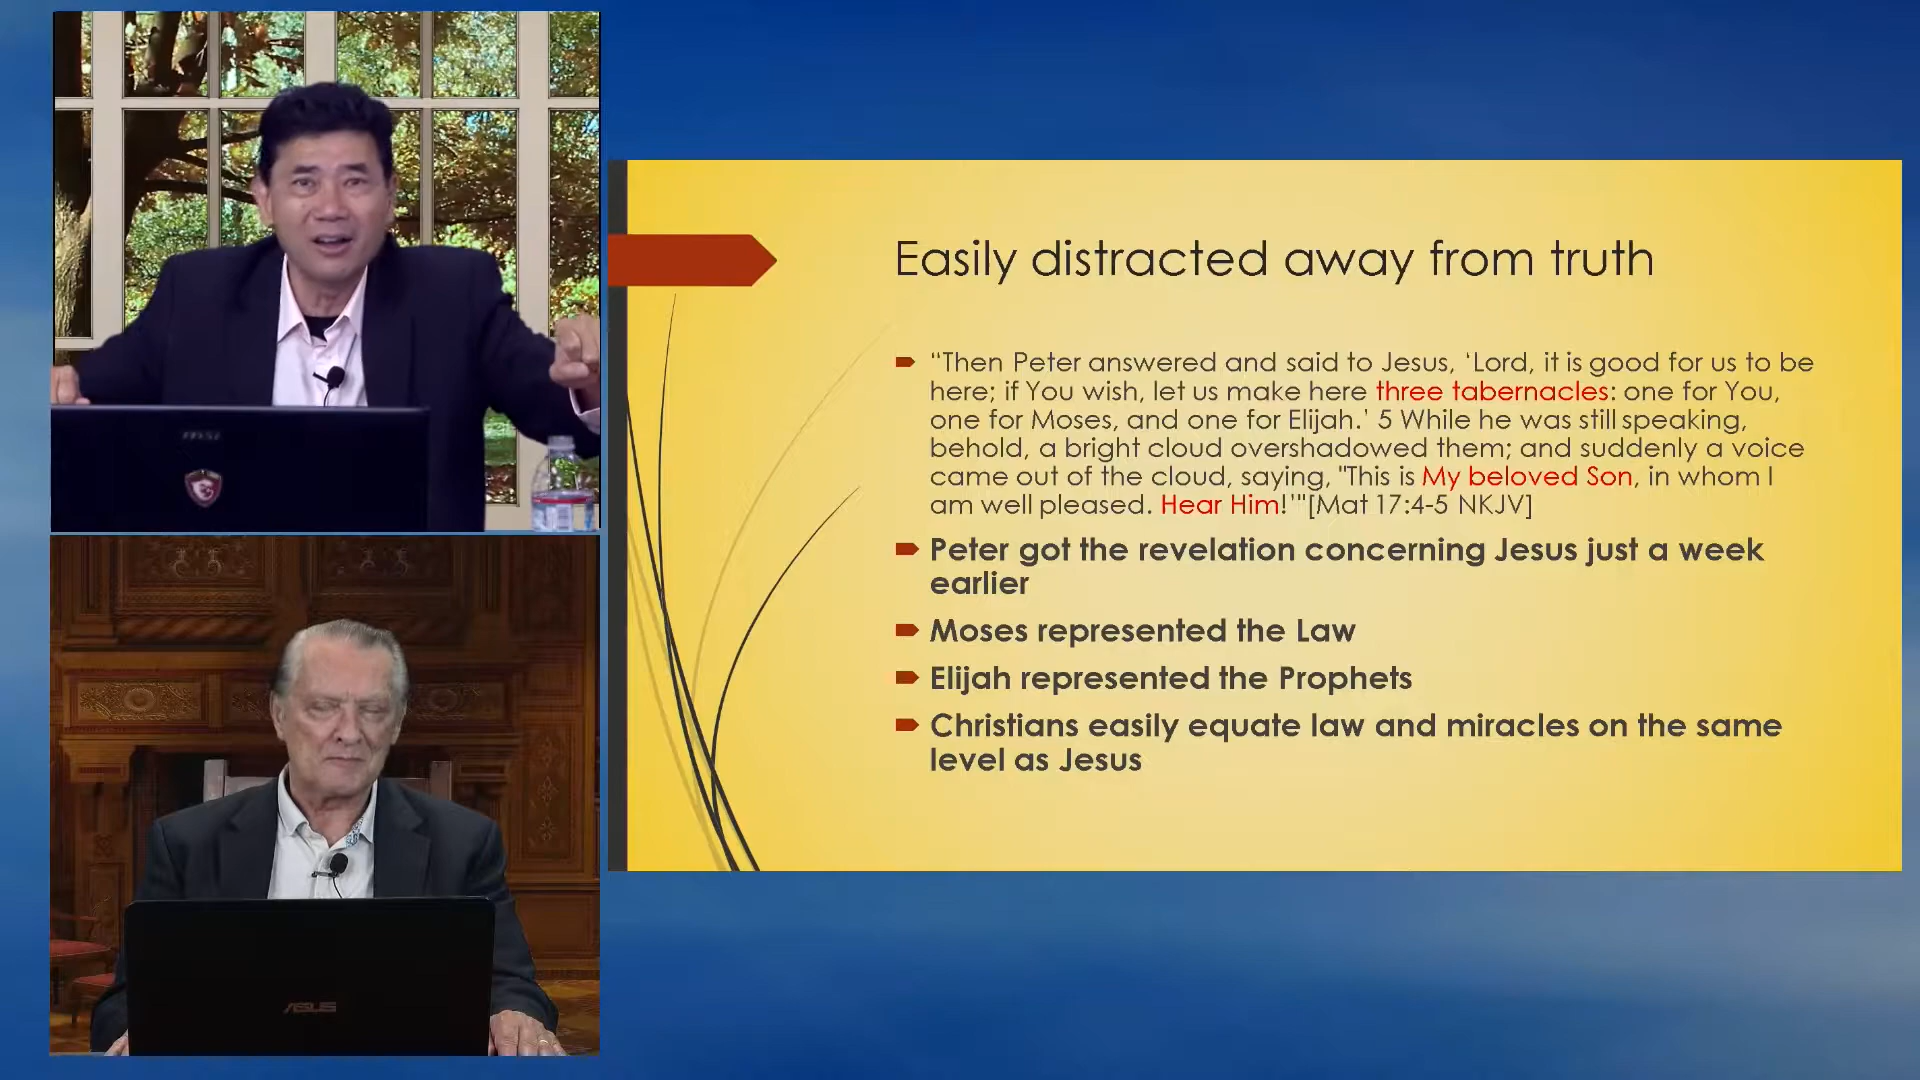 Easily distracted away from truth
“Then Peter answered and said to Jesus, ‘Lord, it is good for us to be
here; if You wish, let us make here three tabernacles: one for You,
one for Moses, and one for Elijah.’ 5 While he was still speaking,
behold, a bright cloud overshadowed them; and suddenly a voice
came out of the cloud, saying, "This is My beloved Son, in whom I
am well pleased. Hear Him!’"[Mat 17:4-5 NKJV]
Peter got the revelation concerning Jesus just a week
earlier
Moses represented the Law
Elijah represented the Prophets
Christians easily equate law and miracles on the same
level as Jesus
msi
ASUS